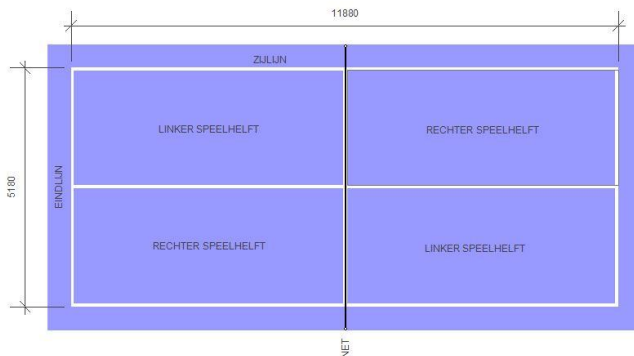 11880
ZIJLIJN
LINKER SPEELHELFT
RECHTER SPEELHELFT
5180
EINDLIJN
RECHTER SPEELHELFT
LINKER SPEELHELFT
NET